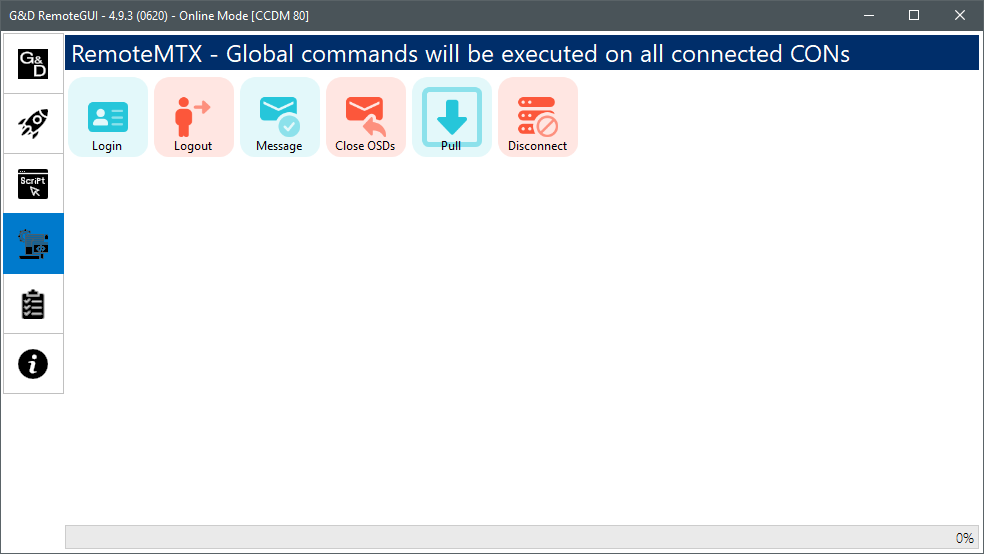 G&D RemoteGUI - 4.9.3 (0620) - Online Mode [CCDM 80]
G&D
RemoteMTX - Global commands will be executed on all connected CONs
Login
Logout
Message
Close OSDs
Pull
Disconnect
ScriPt
0%